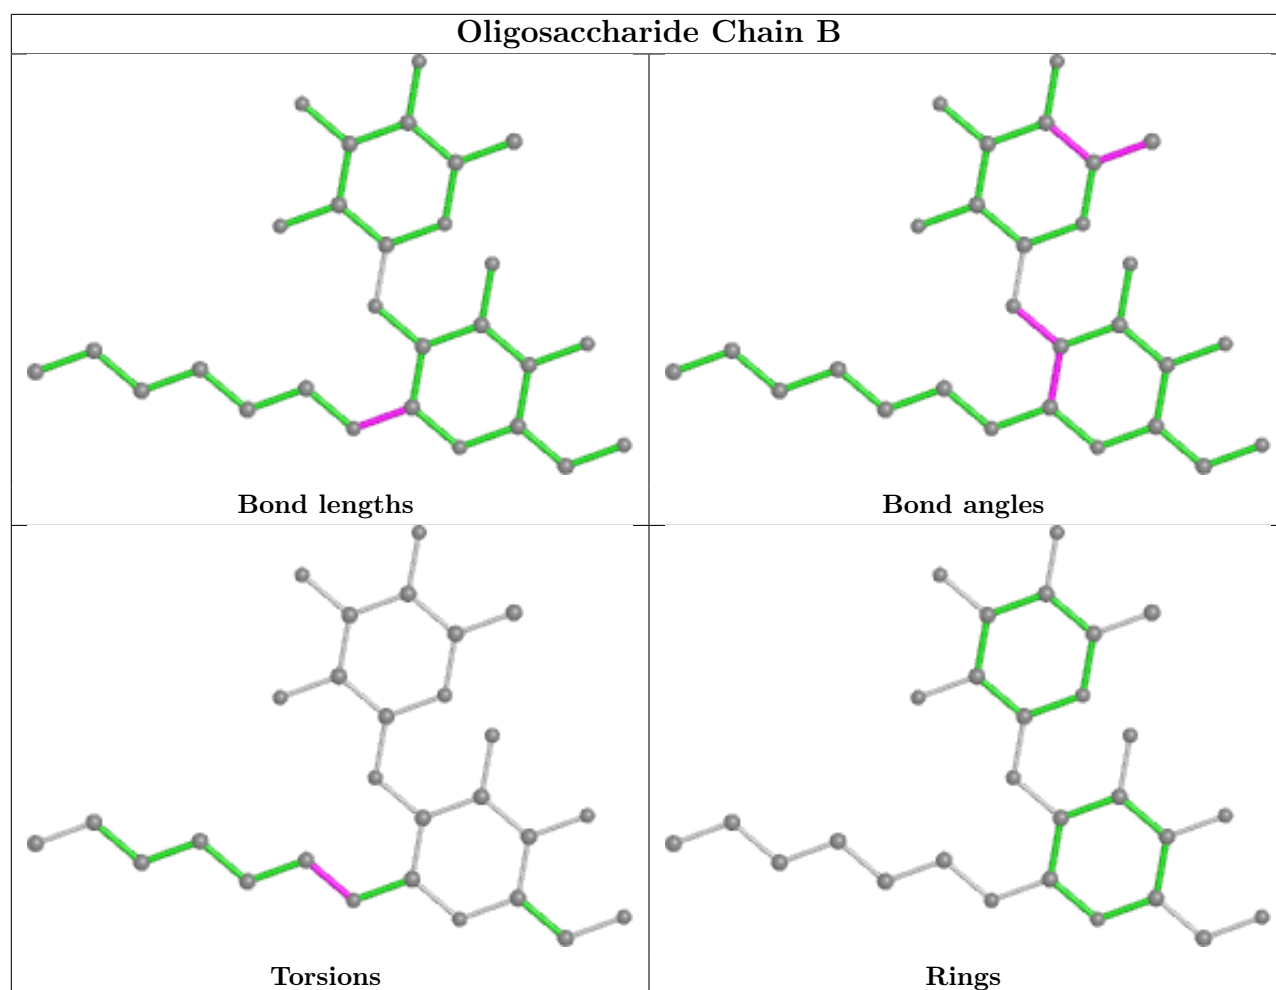 Oligosaccharide Chain B
Bond lengths
Bond angles
Torsions
Rings